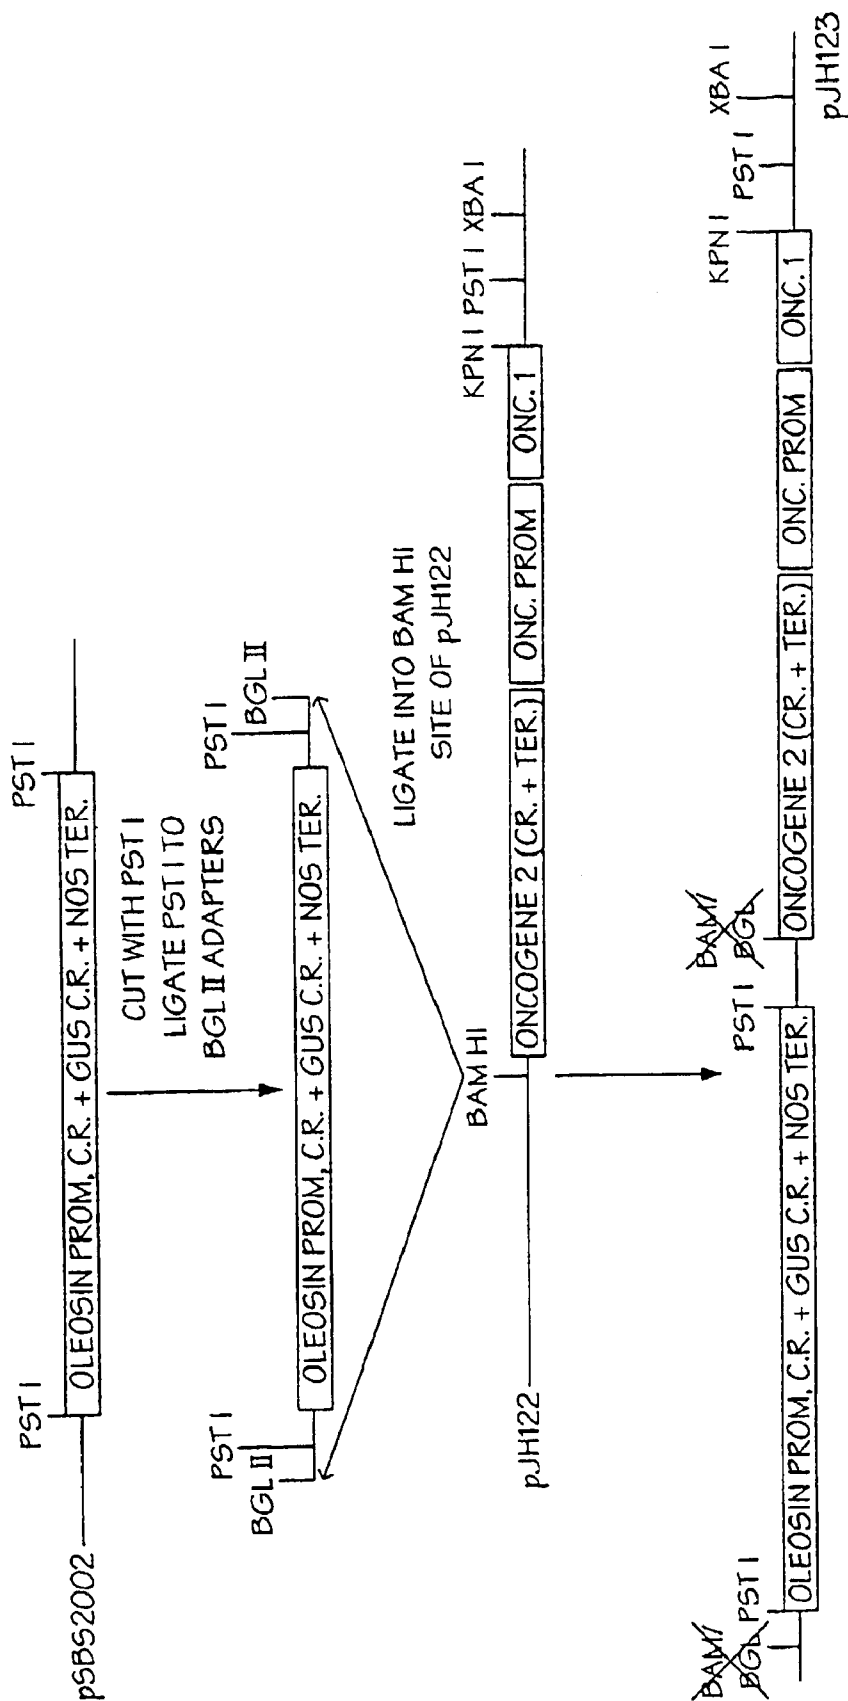 PST I
PST I
pSBS2002
OLEOSIN PROM, C.R. + GUS C.R. + NOS TER.
CUT WITH PST I
LIGATE PST I TO
BGL II ADAPTERS
PST I
BGL II
PST I
BGL II
OLEOSIN PROM, C.R. + GUS C.R. + NOS TER.
LIGATE INTO BAM HI
SITE OF pJH122
BAM HI
KPN I PST I XBA I
pJH122
ONCOGENE 2 (CR. + TER.) ONC. PROM ONC. 1
BAM1
BGL
PST I
PST I
BAM1
BGL
KPN I
PST I
XBA I
OLEOSIN PROM, C.R. + GUS C.R. + NOS TER.
ONCOGENE 2 (CR. + TER.) ONC. PROM ONC. 1
pJH123